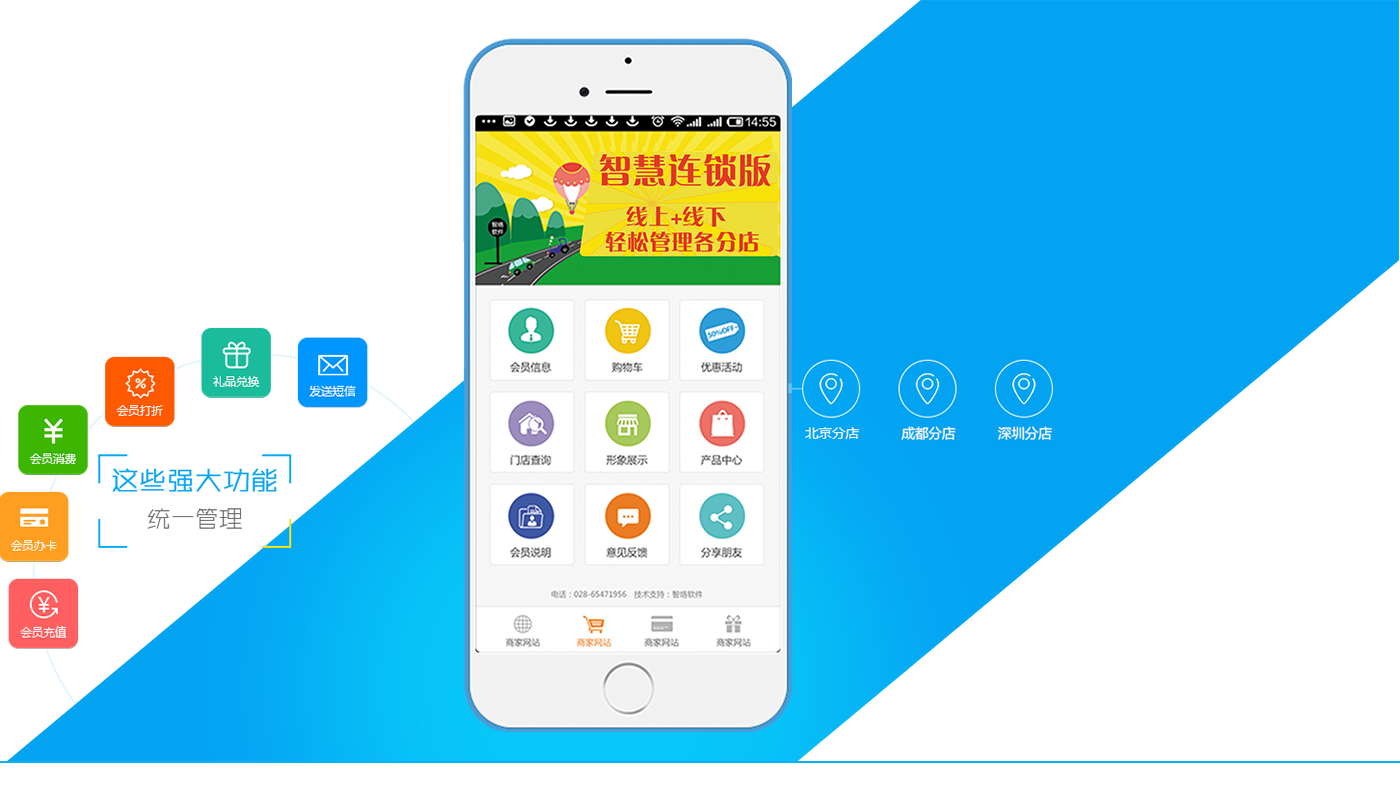 14:55
智慧连锁版
线上+线下
轻松管理各分店
智络
软件
会员信息
购物车
50%OFF
优惠活动
门店查询
形象展示
产品中心
会员说明
意见反馈
分享朋友
电话：028-65471956 技术支持：智络软件
商家网站
商家网站
商家网站
商家网站
发送短信
礼品兑换
会员打折
会员消费
会员办卡
会员充值
这些强大功能
统一管理
北京分店
成都分店
深圳分店